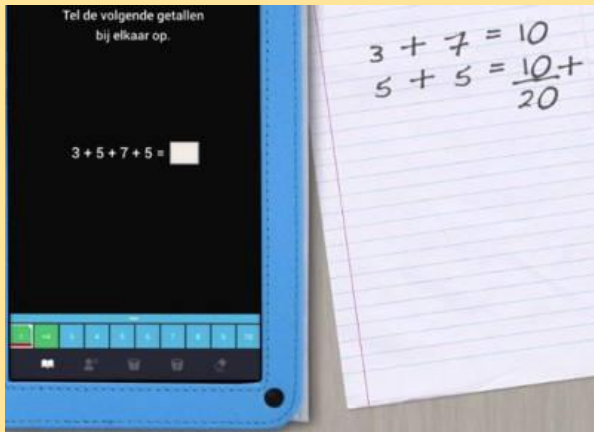 Tel de volgende getallen
bij elkaar op.
3 + 5 + 7 + 5 =
3 + 7 = 10
5 + 5 = 10 +
20